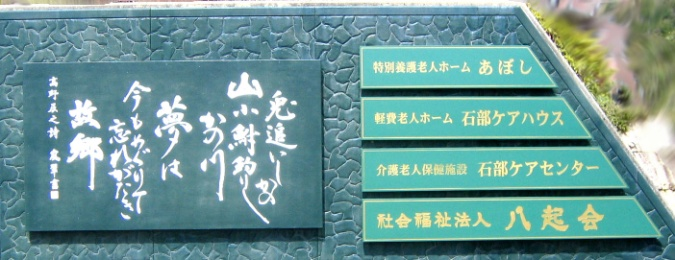 兎追いしかの
山
小鮒釣りし
かの川
夢は
今もめぐりて
忘れがたき
故郷
高野辰之詩
特別養護老人ホーム あぼし
軽費老人ホーム 石部ケアハウス
介護老人保健施設 石部ケアセンター
社会福祉法人 八起会